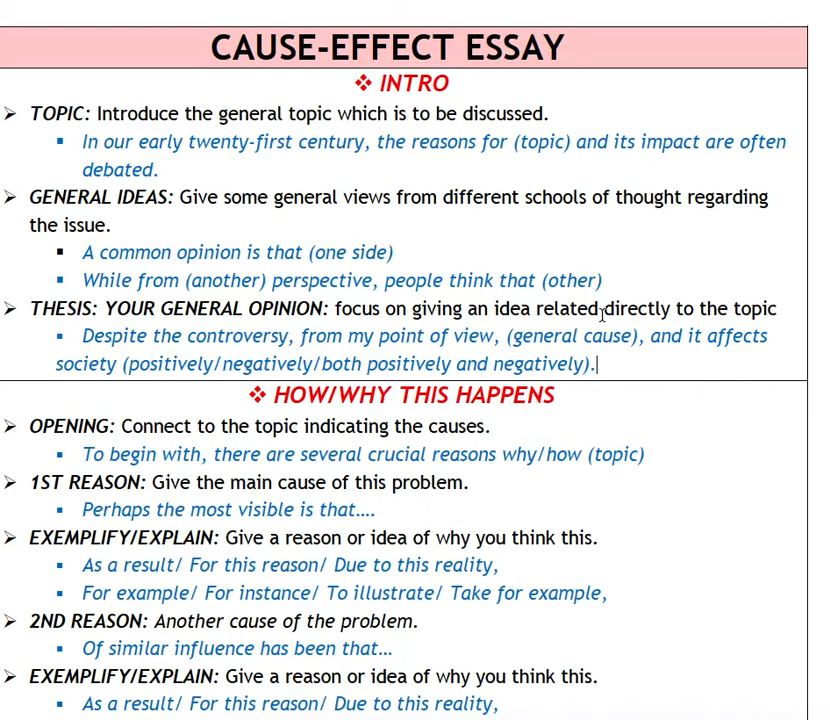 CAUSE-EFFECT ESSAY
❖ INTRO
➢ TOPIC: Introduce the general topic which is to be discussed.
▪ In our early twenty-first century, the reasons for (topic) and its impact are often
debated.
➢ GENERAL IDEAS: Give some general views from different schools of thought regarding
the issue.
▪ A common opinion is that (one side)
▪ While from (another) perspective, people think that (other)
➢ THESIS: YOUR GENERAL OPINION: focus on giving an idea related directly to the topic
▪ Despite the controversy, from my point of view, (general cause), and it affects
society (positively/negatively/both positively and negatively).
❖ HOW/WHY THIS HAPPENS
➢ OPENING: Connect to the topic indicating the causes.
▪ To begin with, there are several crucial reasons why/how (topic)
➢ 1ST REASON: Give the main cause of this problem.
▪ Perhaps the most visible is that….
➢ EXEMPLIFY/EXPLAIN: Give a reason or idea of why you think this.
▪ As a result/ For this reason/ Due to this reality,
▪ For example/ For instance/ To illustrate/ Take for example,
➢ 2ND REASON: Another cause of the problem.
▪ Of similar influence has been that…
➢ EXEMPLIFY/EXPLAIN: Give a reason or idea of why you think this.
▪ As a result/ For this reason/ Due to this reality,